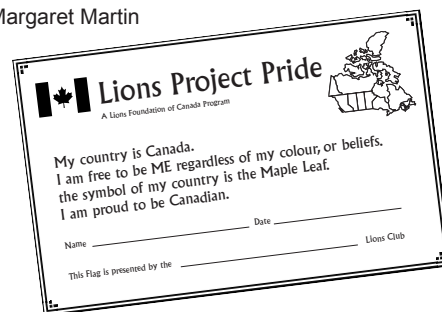 Margaret Martin
Lions Project Pride
A Lions Foundation of Canada Program
My country is Canada.
I am free to be ME regardless of my colour, or beliefs.
the symbol of my country is the Maple Leaf.
I am proud to be Canadian.
Name Date
This Flag is presented by the Lions Club